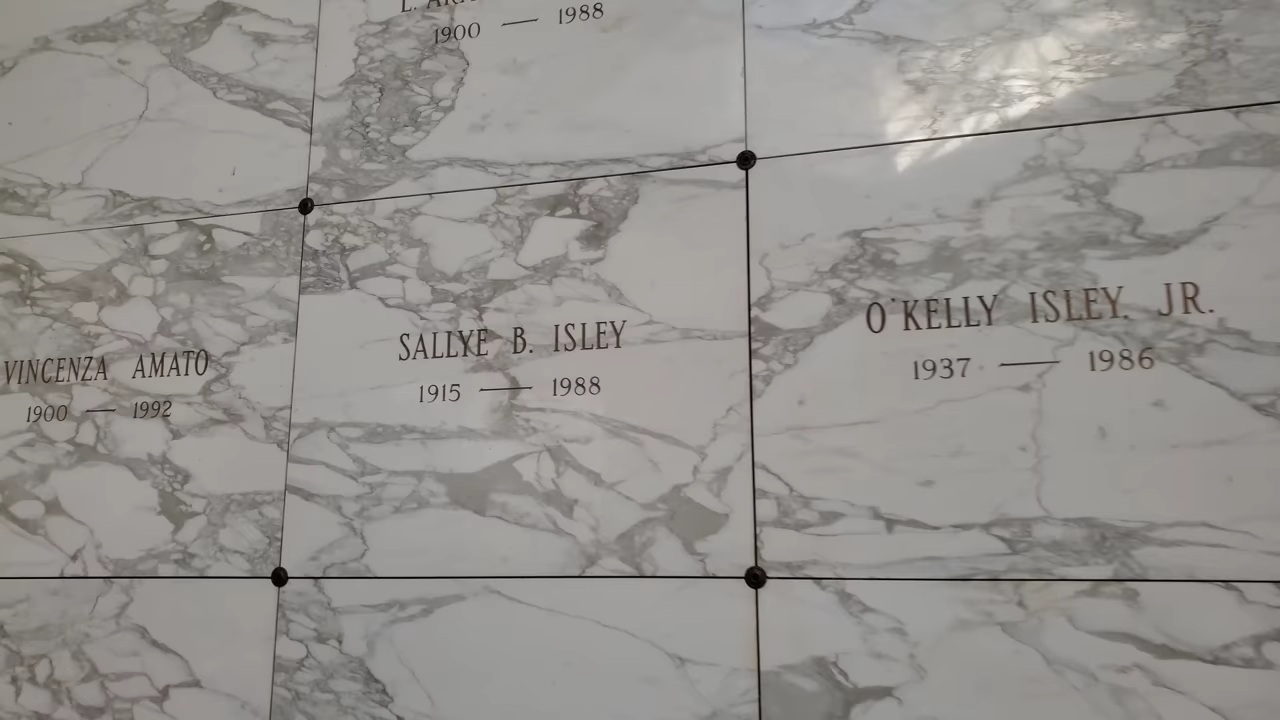 1900 — 1988
VINCENZA AMATO
1900 — 1992
SALLYE B. ISLEY
1915 — 1988
O'KELLY ISLEY, JR.
1937 — 1986